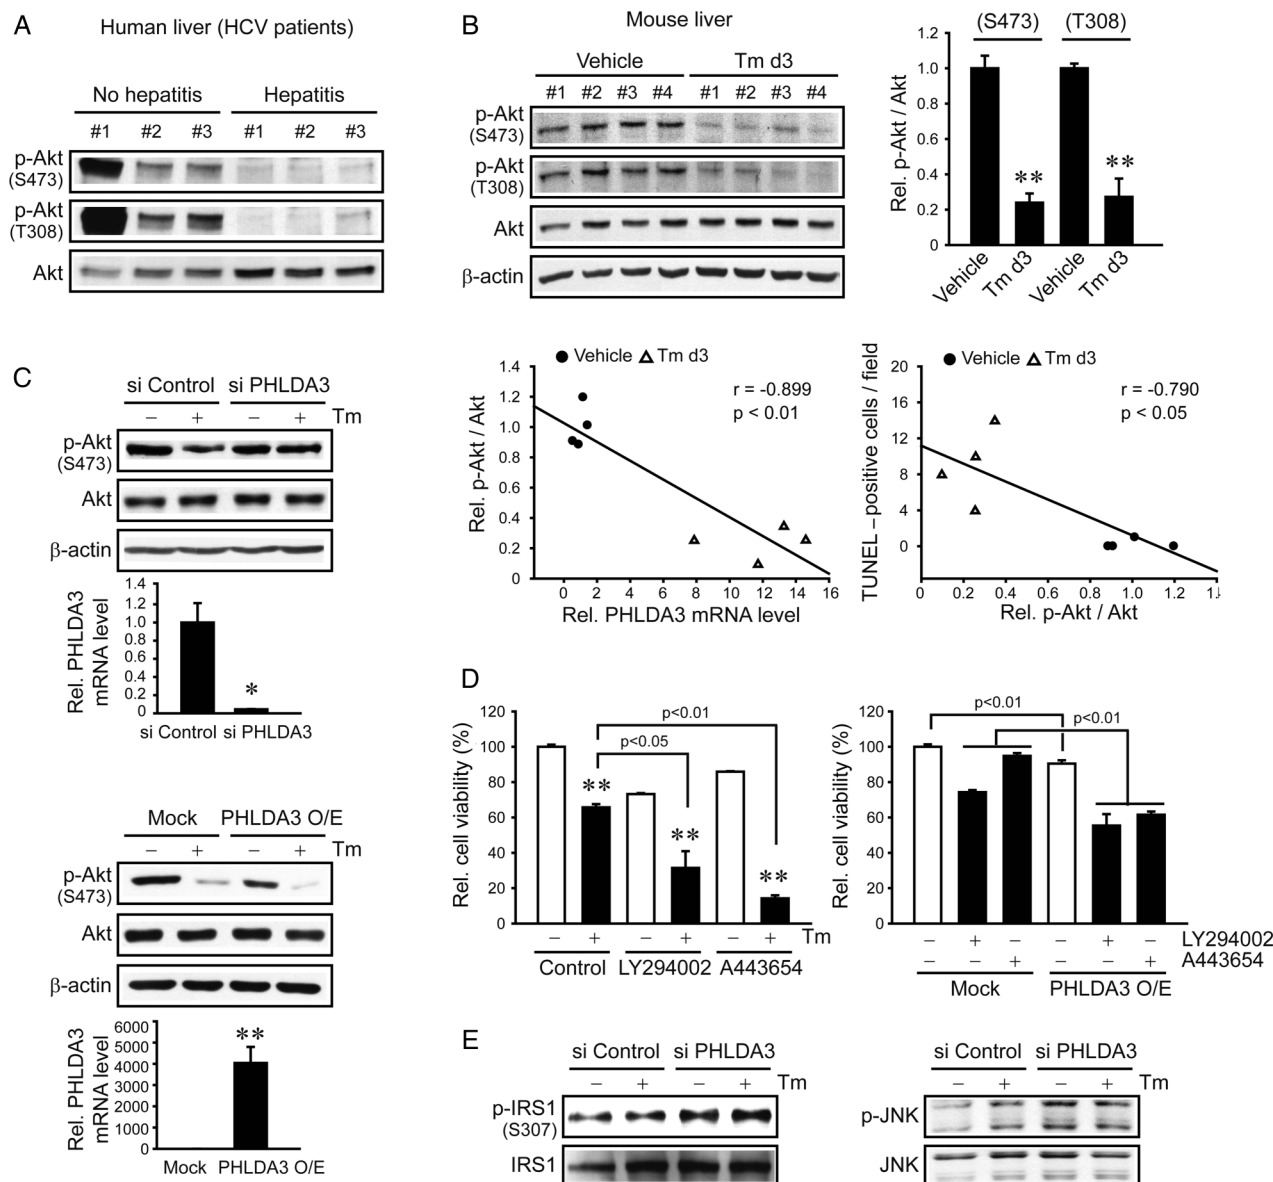 A
Human liver (HCV patients)
No hepatitis Hepatitis
#1 #2 #3 #1 #2 #3
p-Akt
(S473)
p-Akt
(T308)
Akt
B
Mouse liver
Vehicle Tm d3
#1 #2 #3 #4 #1 #2 #3 #4
p-Akt
(S473)
p-Akt
(T308)
Akt
β-actin
(S473) (T308)
Rel. p-Akt / Akt
1.2
1.0
0.8
0.6
0.4
0.2
0
**
**
Vehicle Tm d3 Vehicle Tm d3
● Vehicle △ Tm d3
r = -0.899
p < 0.01
Rel. p-Akt / Akt
1.4
1.2
1.0
0.8
0.6
0.4
0.2
0
0 2 4 6 8 10 12 14 16
Rel. PHLDA3 mRNA level
● Vehicle △ Tm d3
r = -0.790
p < 0.05
TUNEL –positive cells / field
20
16
12
8
4
0
0 0.2 0.4 0.6 0.8 1.0 1.2
Rel. p-Akt / Akt
C
si Control si PHLDA3
– + – + Tm
p-Akt
(S473)
Akt
β-actin
Rel. PHLDA3
mRNA level
1.4
1.2
1.0
0.8
0.6
0.4
0.2
0
*
si Control si PHLDA3
Mock PHLDA3 O/E
– + – + Tm
p-Akt
(S473)
Akt
β-actin
Rel. PHLDA3
mRNA level
6000
5000
4000
3000
2000
1000
0
**
Mock PHLDA3 O/E
D
Rel. cell viability (%)
120
100
80
60
40
20
0
p<0.01
p<0.05
**
**
**
– + – + – + Tm
Control LY294002 A443654
Rel. cell viability (%)
120
100
80
60
40
20
0
p<0.01
p<0.01
– + – – + – LY294002
– – + – – + A443654
Mock PHLDA3 O/E
E
si Control si PHLDA3
– + – + Tm
p-IRS1
(S307)
IRS1
si Control si PHLDA3
– + – + Tm
p-JNK
JNK